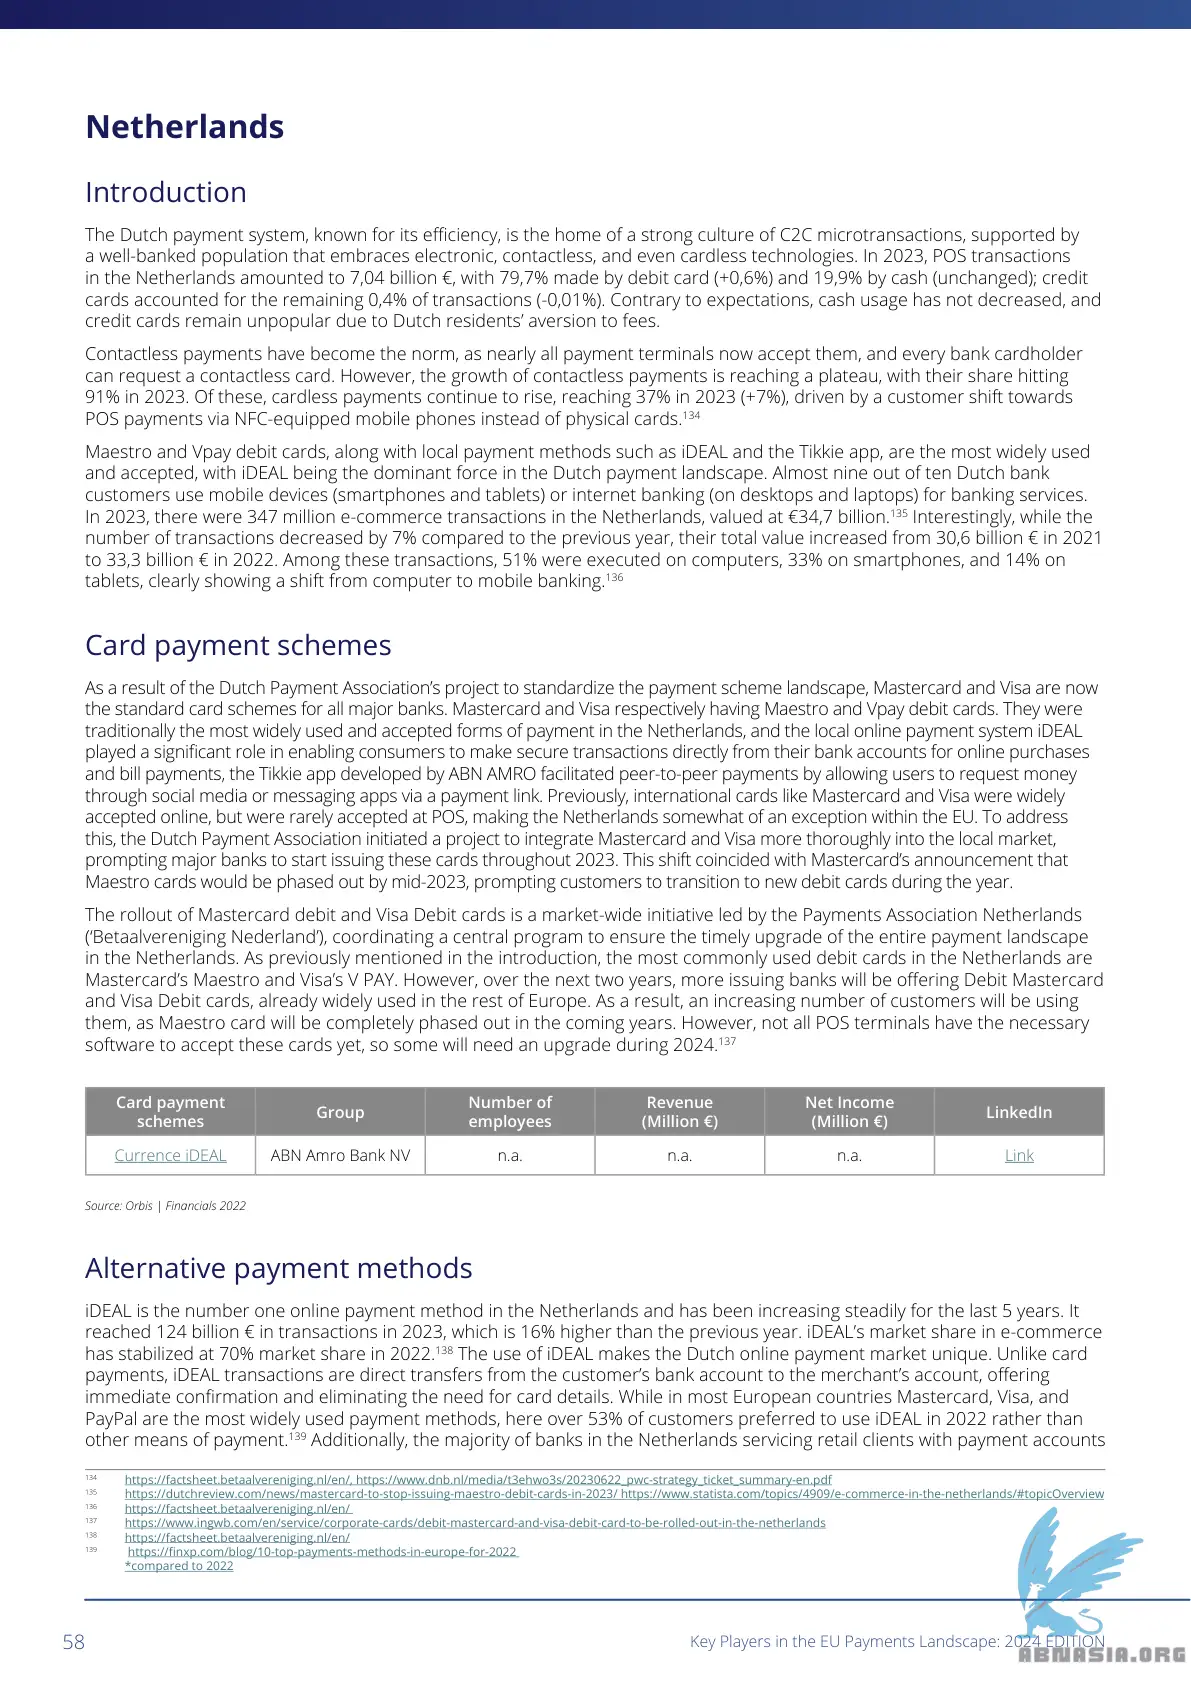 Netherlands
Introduction
The Dutch payment system, known for its efficiency, is the home of a strong culture of C2C microtransactions, supported by
a well-banked population that embraces electronic, contactless, and even cardless technologies. In 2023, POS transactions
in the Netherlands amounted to 7,04 billion €, with 79,7% made by debit card (+0,6%) and 19,9% by cash (unchanged); credit
cards accounted for the remaining 0,4% of transactions (-0,01%). Contrary to expectations, cash usage has not decreased, and
credit cards remain unpopular due to Dutch residents' aversion to fees.
Contactless payments have become the norm, as nearly all payment terminals now accept them, and every bank cardholder
can request a contactless card. However, the growth of contactless payments is reaching a plateau, with their share hitting
91% in 2023. Of these, cardless payments continue to rise, reaching 37% in 2023 (+7%), driven by a customer shift towards
POS payments via NFC-equipped mobile phones instead of physical cards.134
Maestro and Vpay debit cards, along with local payment methods such as iDEAL and the Tikkie app, are the most widely used
and accepted, with iDEAL being the dominant force in the Dutch payment landscape. Almost nine out of ten Dutch bank
customers use mobile devices (smartphones and tablets) or internet banking (on desktops and laptops) for banking services.
In 2023, there were 347 million e-commerce transactions in the Netherlands, valued at €34,7 billion.135 Interestingly, while the
number of transactions decreased by 7% compared to the previous year, their total value increased from 30,6 billion € in 2021
to 33,3 billion € in 2022. Among these transactions, 51% were executed on computers, 33% on smartphones, and 14% on
tablets, clearly showing a shift from computer to mobile banking.136
Card payment schemes
As a result of the Dutch Payment Association's project to standardize the payment scheme landscape, Mastercard and Visa are now
the standard card schemes for all major banks. Mastercard and Visa respectively having Maestro and Vpay debit cards. They were
traditionally the most widely used and accepted forms of payment in the Netherlands, and the local online payment system iDEAL
played a significant role in enabling consumers to make secure transactions directly from their bank accounts for online purchases
and bill payments, the Tikkie app developed by ABN AMRO facilitated peer-to-peer payments by allowing users to request money
through social media or messaging apps via a payment link. Previously, international cards like Mastercard and Visa were widely
accepted online, but were rarely accepted at POS, making the Netherlands somewhat of an exception within the EU. To address
this, the Dutch Payment Association initiated a project to integrate Mastercard and Visa more thoroughly into the local market,
prompting major banks to start issuing these cards throughout 2023. This shift coincided with Mastercard's announcement that
Maestro cards would be phased out by mid-2023, prompting customers to transition to new debit cards during the year.
The rollout of Mastercard debit and Visa Debit cards is a market-wide initiative led by the Payments Association Netherlands
('Betaalvereniging Nederland'), coordinating a central program to ensure the timely upgrade of the entire payment landscape
in the Netherlands. As previously mentioned in the introduction, the most commonly used debit cards in the Netherlands are
Mastercard's Maestro and Visa's V PAY. However, over the next two years, more issuing banks will be offering Debit Mastercard
and Visa Debit cards, already widely used in the rest of Europe. As a result, an increasing number of customers will be using
them, as Maestro card will be completely phased out in the coming years. However, not all POS terminals have the necessary
software to accept these cards yet, so some will need an upgrade during 2024.137
Card payment schemes Group Number of employees Revenue (Million €) Net Income (Million €) LinkedIn
Currence iDEAL ABN Amro Bank NV n.a. n.a. n.a. Link
Source: Orbis | Financials 2022
Alternative payment methods
iDEAL is the number one online payment method in the Netherlands and has been increasing steadily for the last 5 years. It
reached 124 billion € in transactions in 2023, which is 16% higher than the previous year. iDEAL's market share in e-commerce
has stabilized at 70% market share in 2022.138 The use of iDEAL makes the Dutch online payment market unique. Unlike card
payments, iDEAL transactions are direct transfers from the customer's bank account to the merchant's account, offering
immediate confirmation and eliminating the need for card details. While in most European countries Mastercard, Visa, and
PayPal are the most widely used payment methods, here over 53% of customers preferred to use iDEAL in 2022 rather than
other means of payment.139 Additionally, the majority of banks in the Netherlands servicing retail clients with payment accounts
134 https://factsheet.betaalvereniging.nl/en/, https://www.dnb.nl/media/t3ehwo3s/20230622_pwc-strategy_ticket_summary-en.pdf
135 https://dutchreview.com/news/mastercard-to-stop-issuing-maestro-debit-cards-in-2023/ https://www.statista.com/topics/4909/e-commerce-in-the-netherlands/#topicOverview
136 https://factsheet.betaalvereniging.nl/en/
137 https://www.ingwb.com/en/service/corporate-cards/debit-mastercard-and-visa-debit-card-to-be-rolled-out-in-the-netherlands
138 https://factsheet.betaalvereniging.nl/en/
139 https://finxp.com/blog/10-top-payments-methods-in-europe-for-2022
*compared to 2022
58 Key Players in the EU Payments Landscape: 2024 EDITION
ABNASIA.ORG